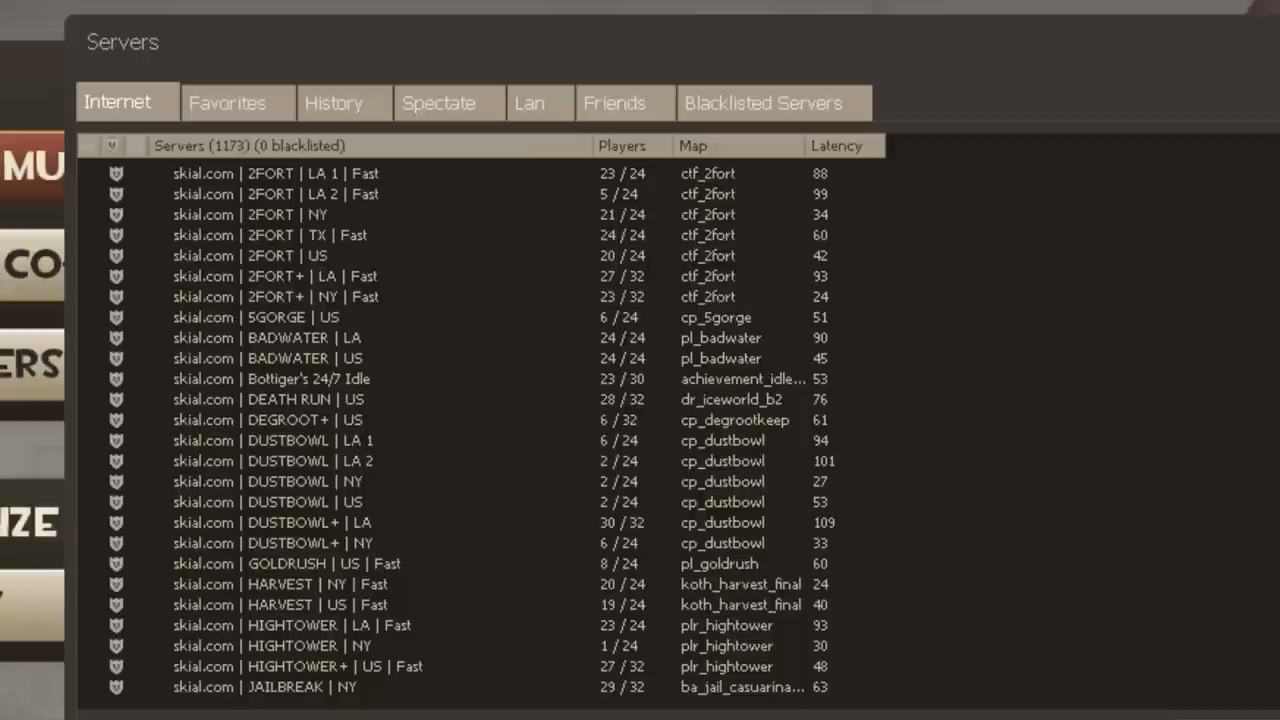 Servers
Internet Favorites History Spectate Lan Friends Blacklisted Servers
Servers (1173) (0 blacklisted) Players Map Latency
skial.com | 2FORT | LA 1 | Fast 23 / 24 ctf_2fort 88
skial.com | 2FORT | LA 2 | Fast 5 / 24 ctf_2fort 99
skial.com | 2FORT | NY 21 / 24 ctf_2fort 34
skial.com | 2FORT | TX | Fast 24 / 24 ctf_2fort 60
skial.com | 2FORT | US 20 / 24 ctf_2fort 42
skial.com | 2FORT+ | LA | Fast 27 / 32 ctf_2fort 93
skial.com | 2FORT+ | NY | Fast 23 / 32 ctf_2fort 24
skial.com | 5GORGE | US 6 / 24 cp_5gorge 51
skial.com | BADWATER | LA 24 / 24 pl_badwater 90
skial.com | BADWATER | US 24 / 24 pl_badwater 45
skial.com | Bottiger's 24/7 Idle 23 / 30 achievement_idle... 53
skial.com | DEATH RUN | US 28 / 32 dr_iceworld_b2 76
skial.com | DEGROOT+ | US 6 / 32 cp_degrootkeep 61
skial.com | DUSTBOWL | LA 1 6 / 24 cp_dustbowl 94
skial.com | DUSTBOWL | LA 2 2 / 24 cp_dustbowl 101
skial.com | DUSTBOWL | NY 2 / 24 cp_dustbowl 27
skial.com | DUSTBOWL | US 2 / 24 cp_dustbowl 53
skial.com | DUSTBOWL+ | LA 30 / 32 cp_dustbowl 109
skial.com | DUSTBOWL+ | NY 6 / 24 cp_dustbowl 33
skial.com | GOLDRUSH | US | Fast 8 / 24 pl_goldrush 60
skial.com | HARVEST | NY | Fast 20 / 24 koth_harvest_final 24
skial.com | HARVEST | US | Fast 19 / 24 koth_harvest_final 40
skial.com | HIGHTOWER | LA | Fast 23 / 24 plr_hightower 93
skial.com | HIGHTOWER | NY 1 / 24 plr_hightower 30
skial.com | HIGHTOWER+ | US | Fast 27 / 32 plr_hightower 48
skial.com | JAILBREAK | NY 29 / 32 ba_jail_casuarina... 63
MU
CO-
ERS
IZE